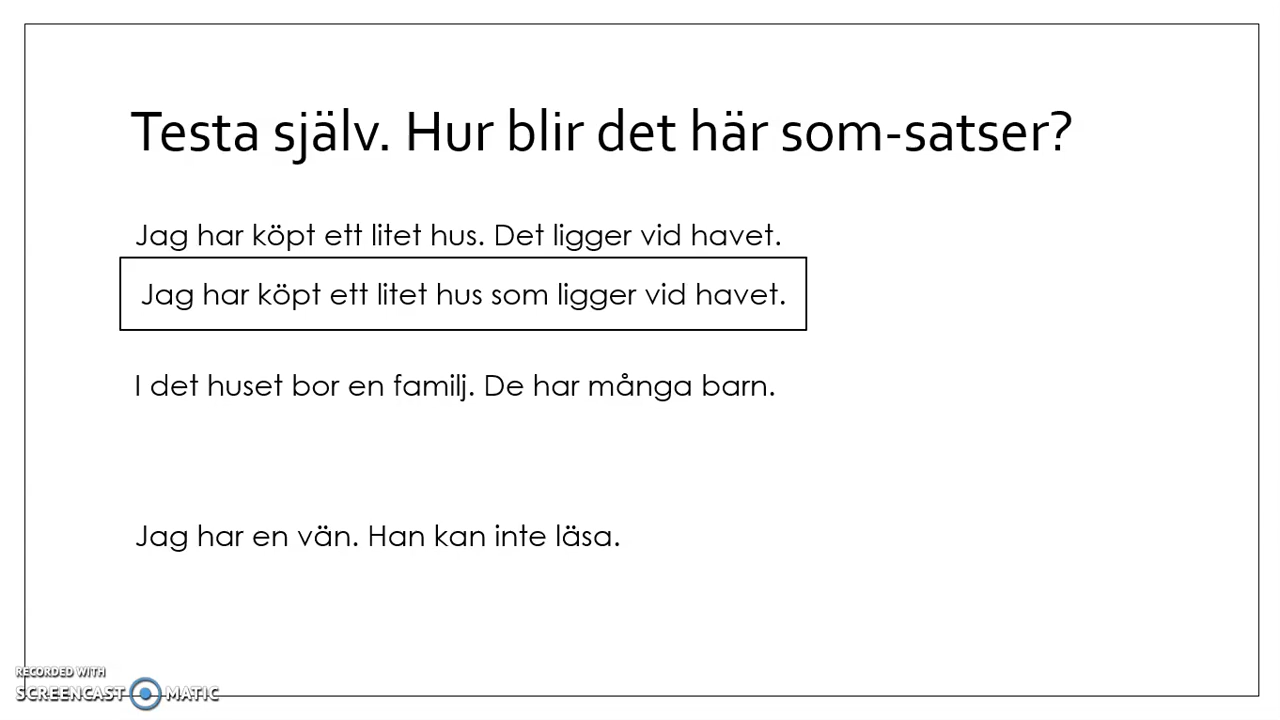 Testa själv. Hur blir det här som-satser?
Jag har köpt ett litet hus. Det ligger vid havet.
Jag har köpt ett litet hus som ligger vid havet.
I det huset bor en familj. De har många barn.
Jag har en vän. Han kan inte läsa.
RECORDED WITH
SCREENCAST MATIC